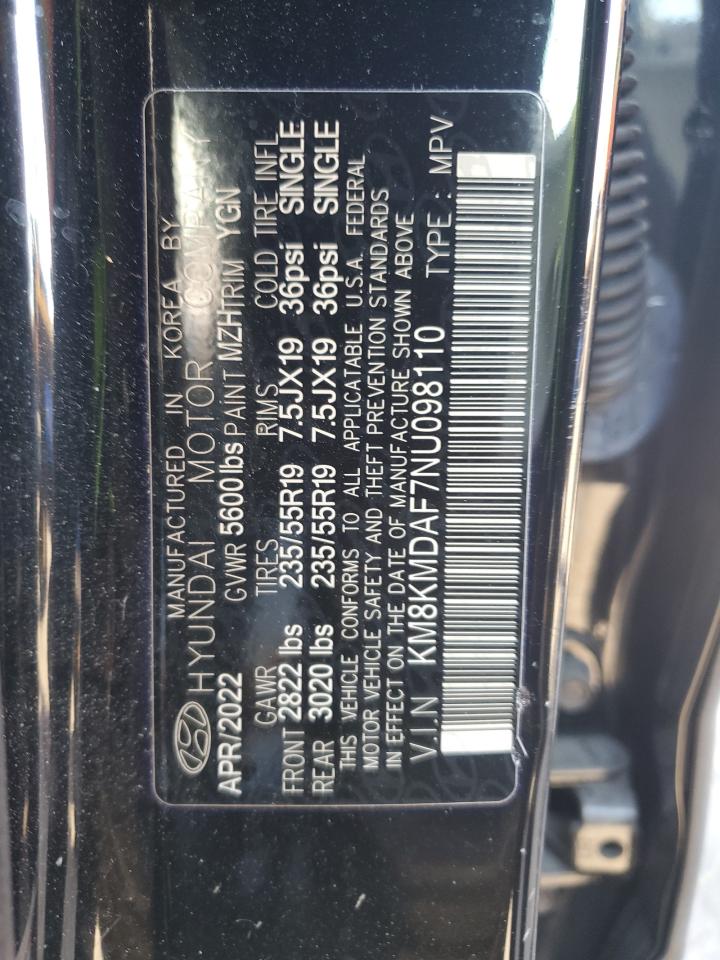 MANUFACTURED IN KOREA BY
HYUNDAI MOTOR COMPANY
APR/2022 GVWR 5600lbs PAINT MZH TRIM YGN
GAWR TIRES RIMS COLD TIRE INFL
FRONT 2822 lbs 235/55R19 7.5JX19 36psi SINGLE
REAR 3020 lbs 235/55R19 7.5JX19 36psi SINGLE
THIS VEHICLE CONFORMS TO ALL APPLICATABLE U.S.A. FEDERAL
MOTOR VEHICLE SAFETY AND THEFT PREVENTION STANDARDS
IN EFFECT ON THE DATE OF MANUFACTURE SHOWN ABOVE
V.I.N KM8KMDAF7NU098110 TYPE : MPV